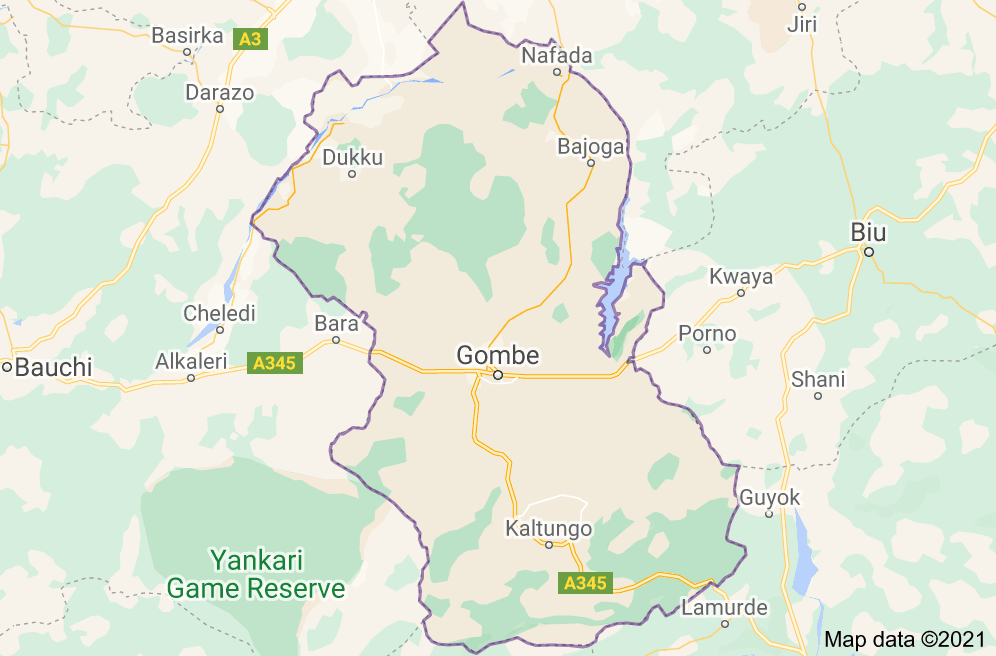 Jiri
Basirka
A3
Nafada
Darazo
Bajoga
Dukku
Biu
Kwaya
Cheledi
Bara
Porno
Gombe
Alkaleri
A345
Bauchi
Shani
Guyok
Kaltungo
Yankari
Game Reserve
A345
Lamurde
Map data ©2021